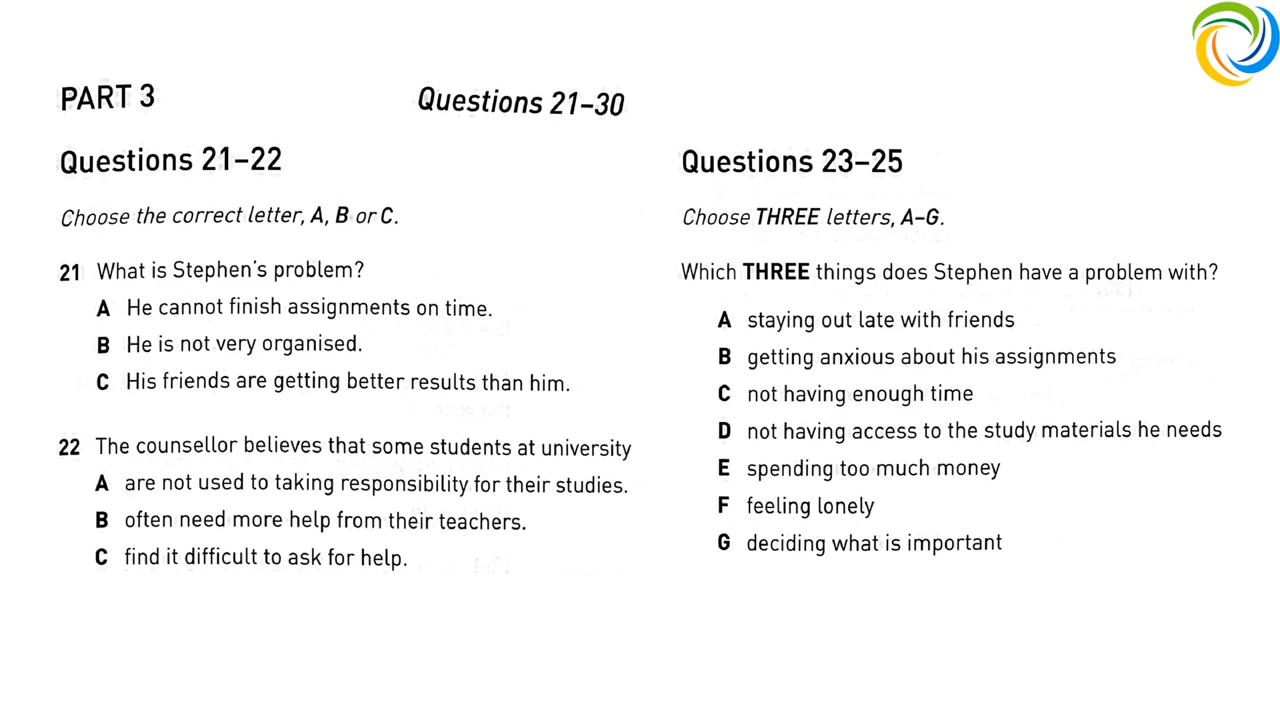 PART 3
Questions 21–30
Questions 21–22
Choose the correct letter, A, B or C.
21 What is Stephen's problem?
A He cannot finish assignments on time.
B He is not very organised.
C His friends are getting better results than him.
22 The counsellor believes that some students at university
A are not used to taking responsibility for their studies.
B often need more help from their teachers.
C find it difficult to ask for help.
Questions 23–25
Choose THREE letters, A–G.
Which THREE things does Stephen have a problem with?
A staying out late with friends
B getting anxious about his assignments
C not having enough time
D not having access to the study materials he needs
E spending too much money
F feeling lonely
G deciding what is important